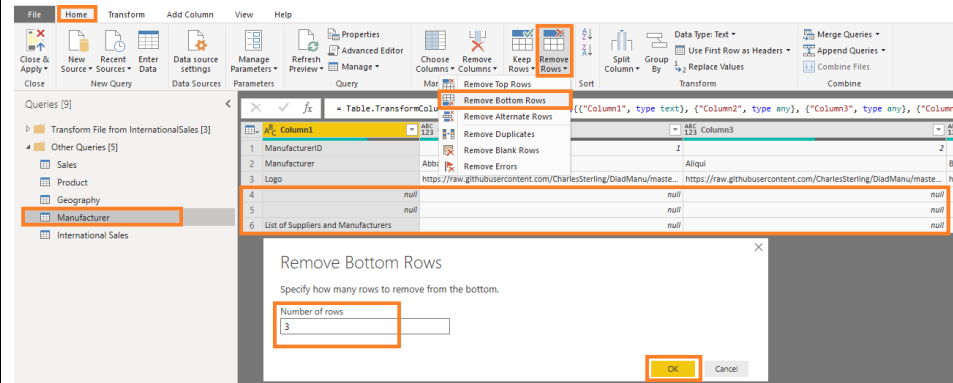 File Home Transform Add Column View Help
Close & Apply New Source Recent Sources Enter Data Data source settings Manage Parameters Refresh Preview Properties Advanced Editor Manage Choose Columns Remove Columns Keep Rows Remove Rows Split Column Group By Data Type: Text Use First Row as Headers Replace Values Merge Queries Append Queries Combine Files
Close New Query Data Sources Parameters Query Sort Transform Combine
Remove Top Rows
Remove Bottom Rows
Remove Alternate Rows
Remove Duplicates
Remove Blank Rows
Remove Errors
Queries [9]
Transform File from InternationalSales [3]
Other Queries [5]
Sales
Product
Geography
Manufacturer
International Sales
fx = Table.TransformColu {{"Column1", type text}, {"Column2", type any}, {"Column3", type any}, {"Colum
ABC Column1 ABC 123 ABC 123 Column3
1 ManufacturerID 1 2
2 Manufacturer Abb Aliqui
3 Logo https://raw.githubusercontent.com/CharlesSterling/DiadManu/maste... https://raw.githubusercontent.com/CharlesSterling/DiadManu/maste...
4 null null null
5 null null null
6 List of Suppliers and Manufacturers null null
Remove Bottom Rows
Specify how many rows to remove from the bottom.
Number of rows
3
OK Cancel